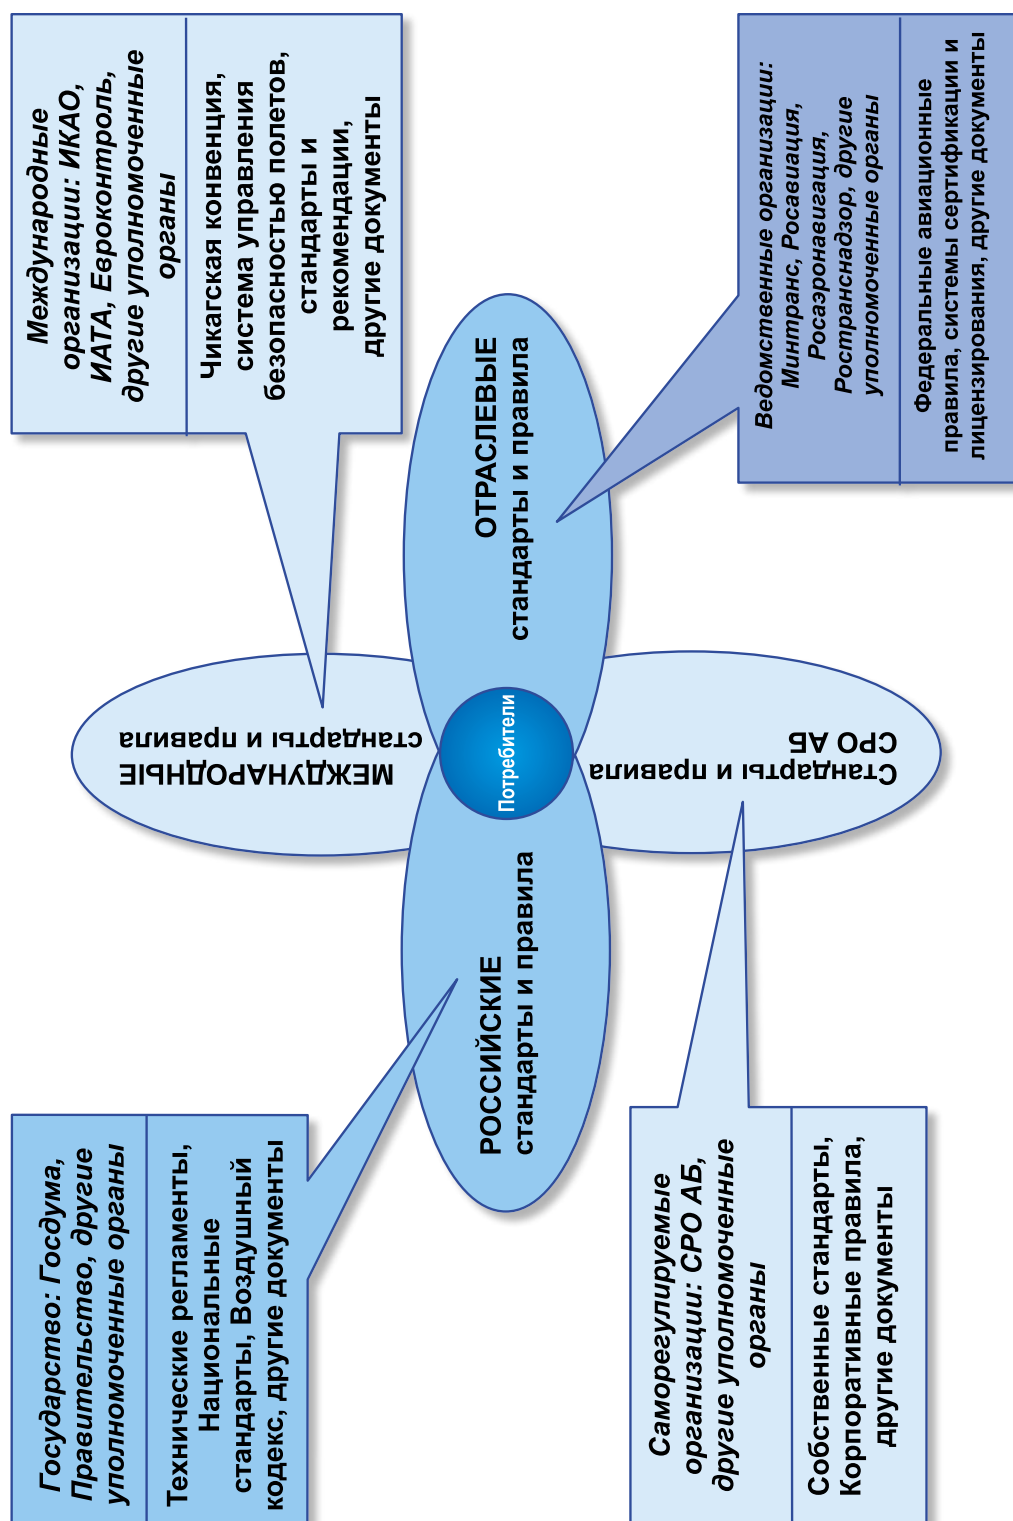 Государство: Госдума,
Правительство, другие
уполномоченные органы
Технические регламенты,
Национальные
стандарты, Воздушный
кодекс, другие документы
Международные
организации: ИКАО,
ИАТА, Евроконтроль,
другие уполномоченные
органы
Чикагская конвенция,
система управления
безопасностью полетов,
стандарты и
рекомендации,
другие документы
МЕЖДУНАРОДНЫЕ
стандарты и правила
РОССИЙСКИЕ
стандарты и правила
Потребители
ОТРАСЛЕВЫЕ
стандарты и правила
Стандарты и правила
СРО АБ
Саморегулируемые
организации: СРО АБ,
другие уполномоченные
органы
Собственные стандарты,
Корпоративные правила,
другие документы
Ведомственные организации:
Минтранс, Росавиация,
Росаэронавигация,
Ространснадзор, другие
уполномоченные органы
Федеральные авиационные
правила, системы сертификации и
лицензирования, другие документы